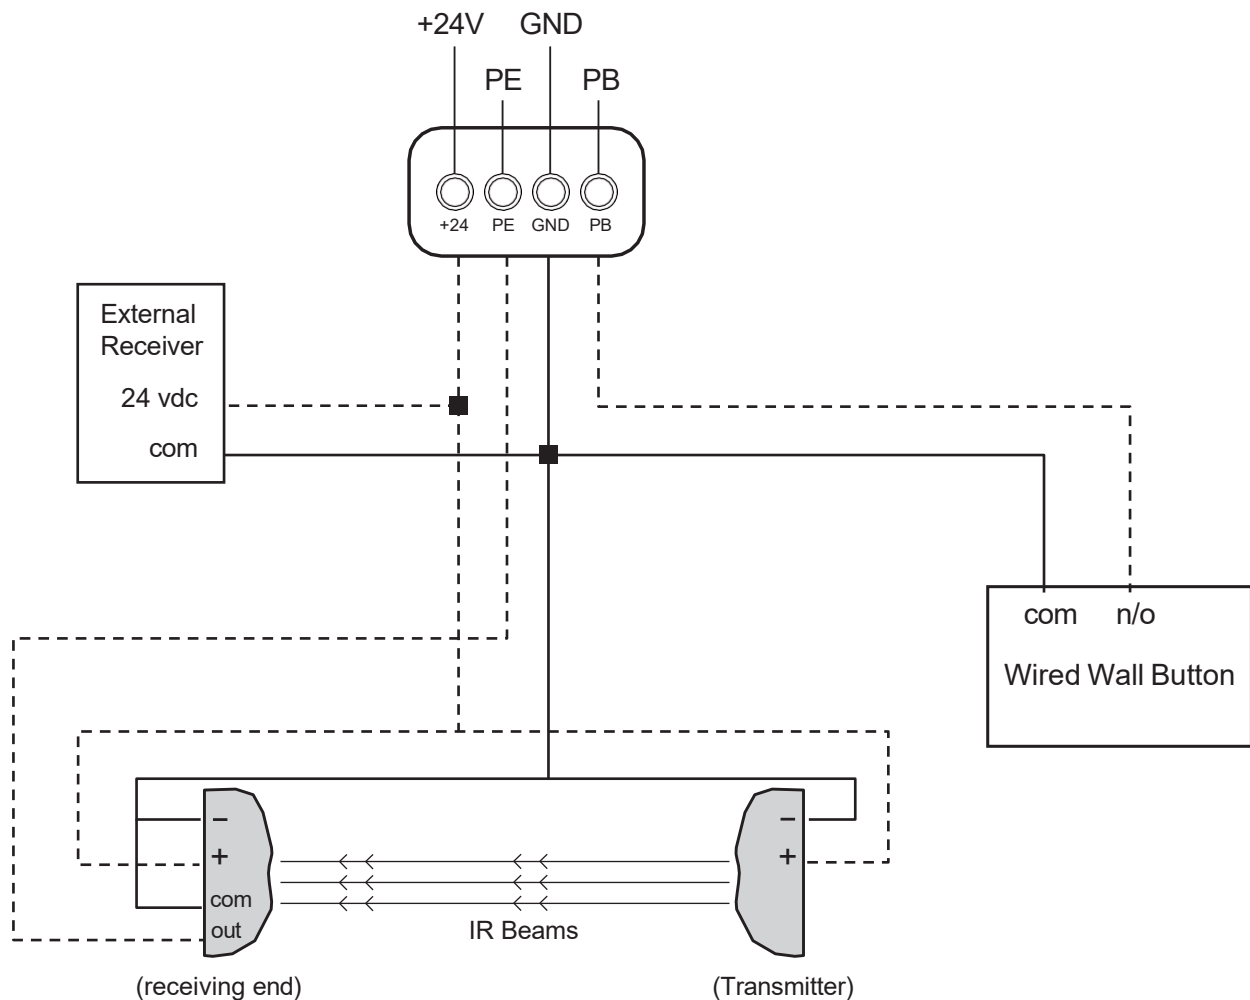 +24V GND
PE PB
+24 PE GND PB
External
Receiver
24 vdc
com
com n/o
Wired Wall Button
−
+
com
out
−
+
IR Beams
(receiving end)
(Transmitter)